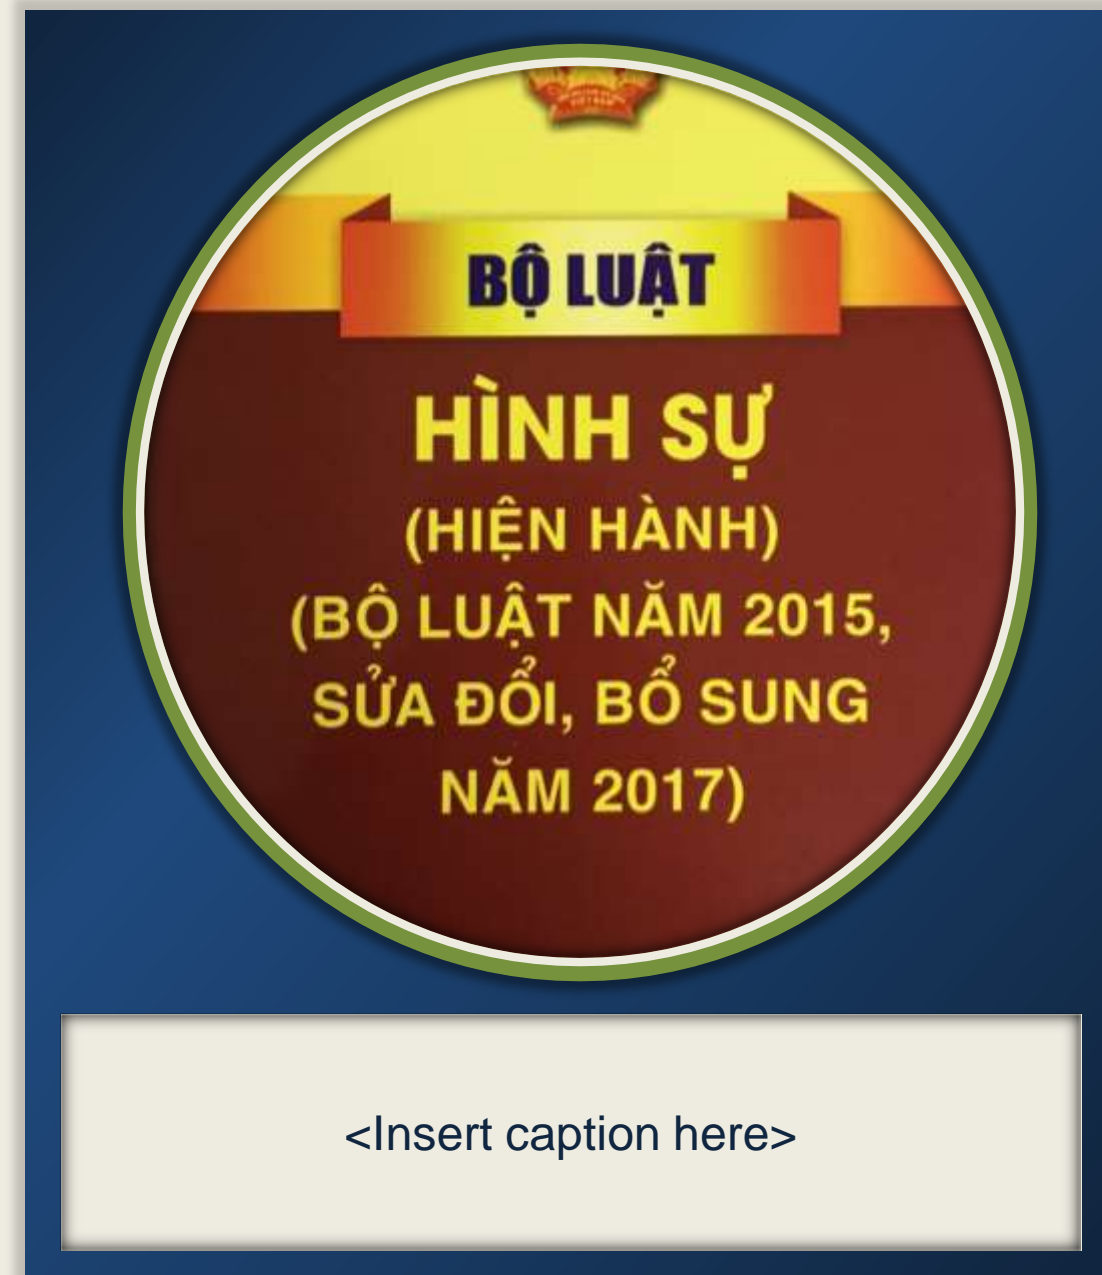 BỘ LUẬT
HÌNH SỰ
(HIỆN HÀNH)
(BỘ LUẬT NĂM 2015,
SỬA ĐỔI, BỔ SUNG
NĂM 2017)
<Insert caption here>